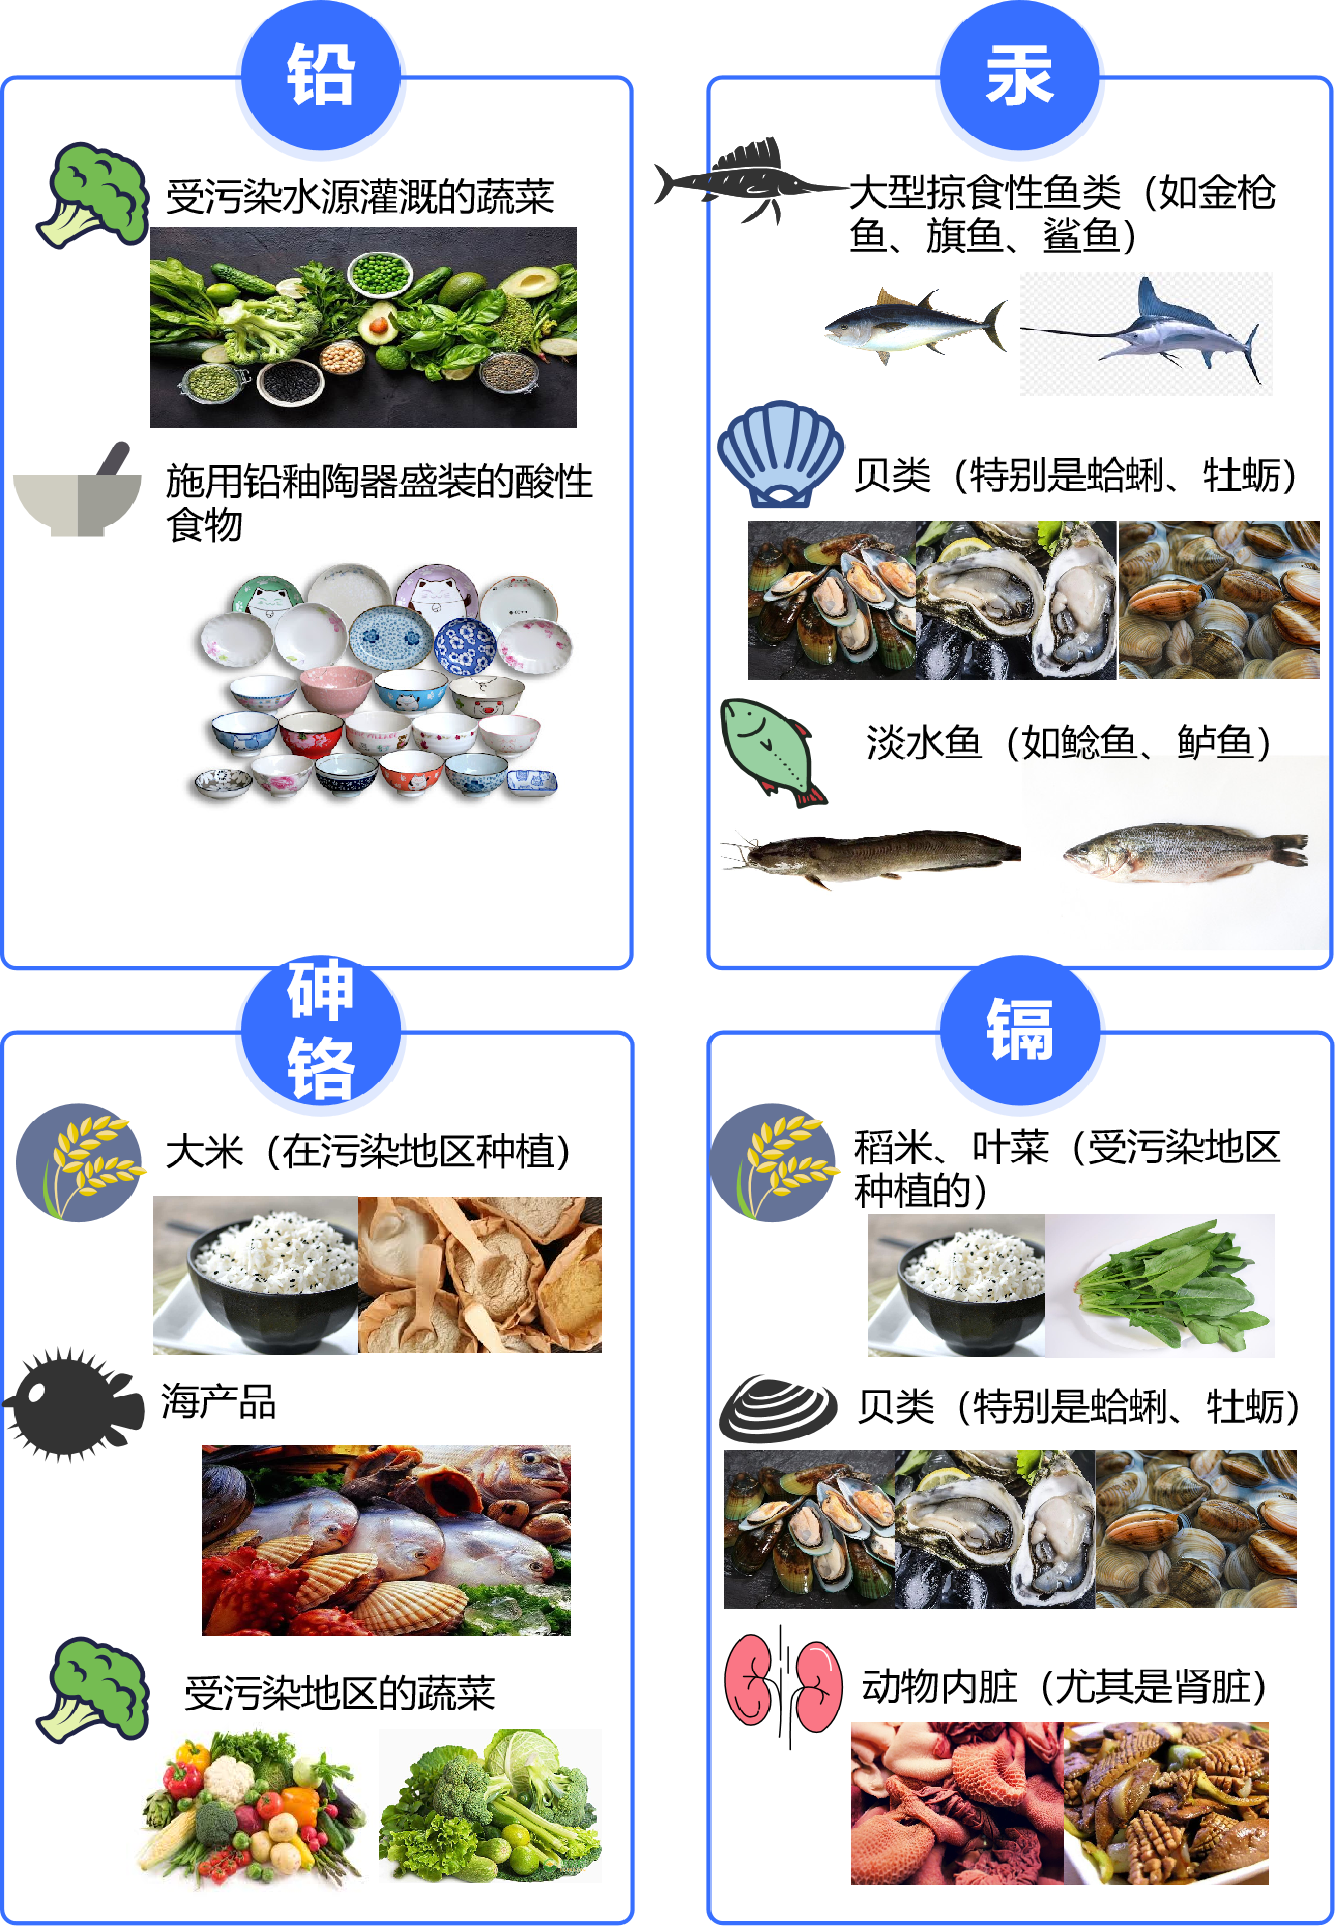 铅
受污染水源灌溉的蔬菜
施用铅釉陶器盛装的酸性
食物
汞
大型掠食性鱼类（如金枪
鱼、旗鱼、鲨鱼）
贝类（特别是蛤蜊、牡蛎）
淡水鱼（如鲶鱼、鲈鱼）
砷
铬
大米（在污染地区种植）
海产品
受污染地区的蔬菜
镉
稻米、叶菜（受污染地区
种植的）
贝类（特别是蛤蜊、牡蛎）
动物内脏（尤其是肾脏）